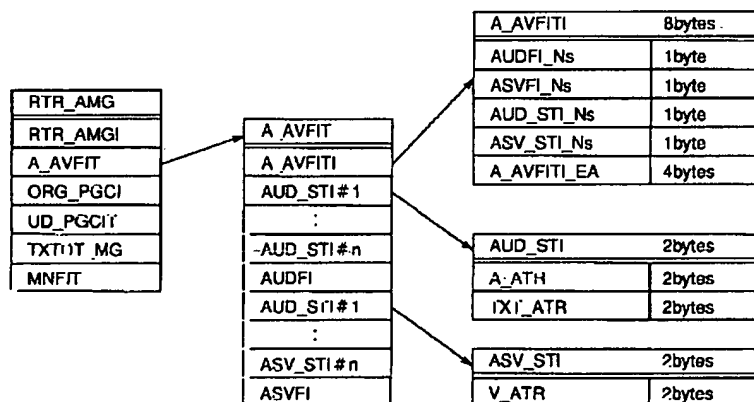 RTR_AMG
RTR_AMGI
A_AVFIT
ORG_PGCI
UD_PGCIT
TXTDT_MG
MNFIT
A_AVFIT
A_AVFITI
AUD_STI#1
:
AUD_STI#n
AUDFI
AUD_STI#1
:
ASV_STI#n
ASVFI
A_AVFITI 8bytes
AUDFI_Ns 1byte
ASVFI_Ns 1byte
AUD_STI_Ns 1byte
ASV_STI_Ns 1byte
A_AVFITI_EA 4bytes
AUD_STI 2bytes
A_ATR 2bytes
TXT_ATR 2bytes
ASV_STI 2bytes
V_ATR 2bytes